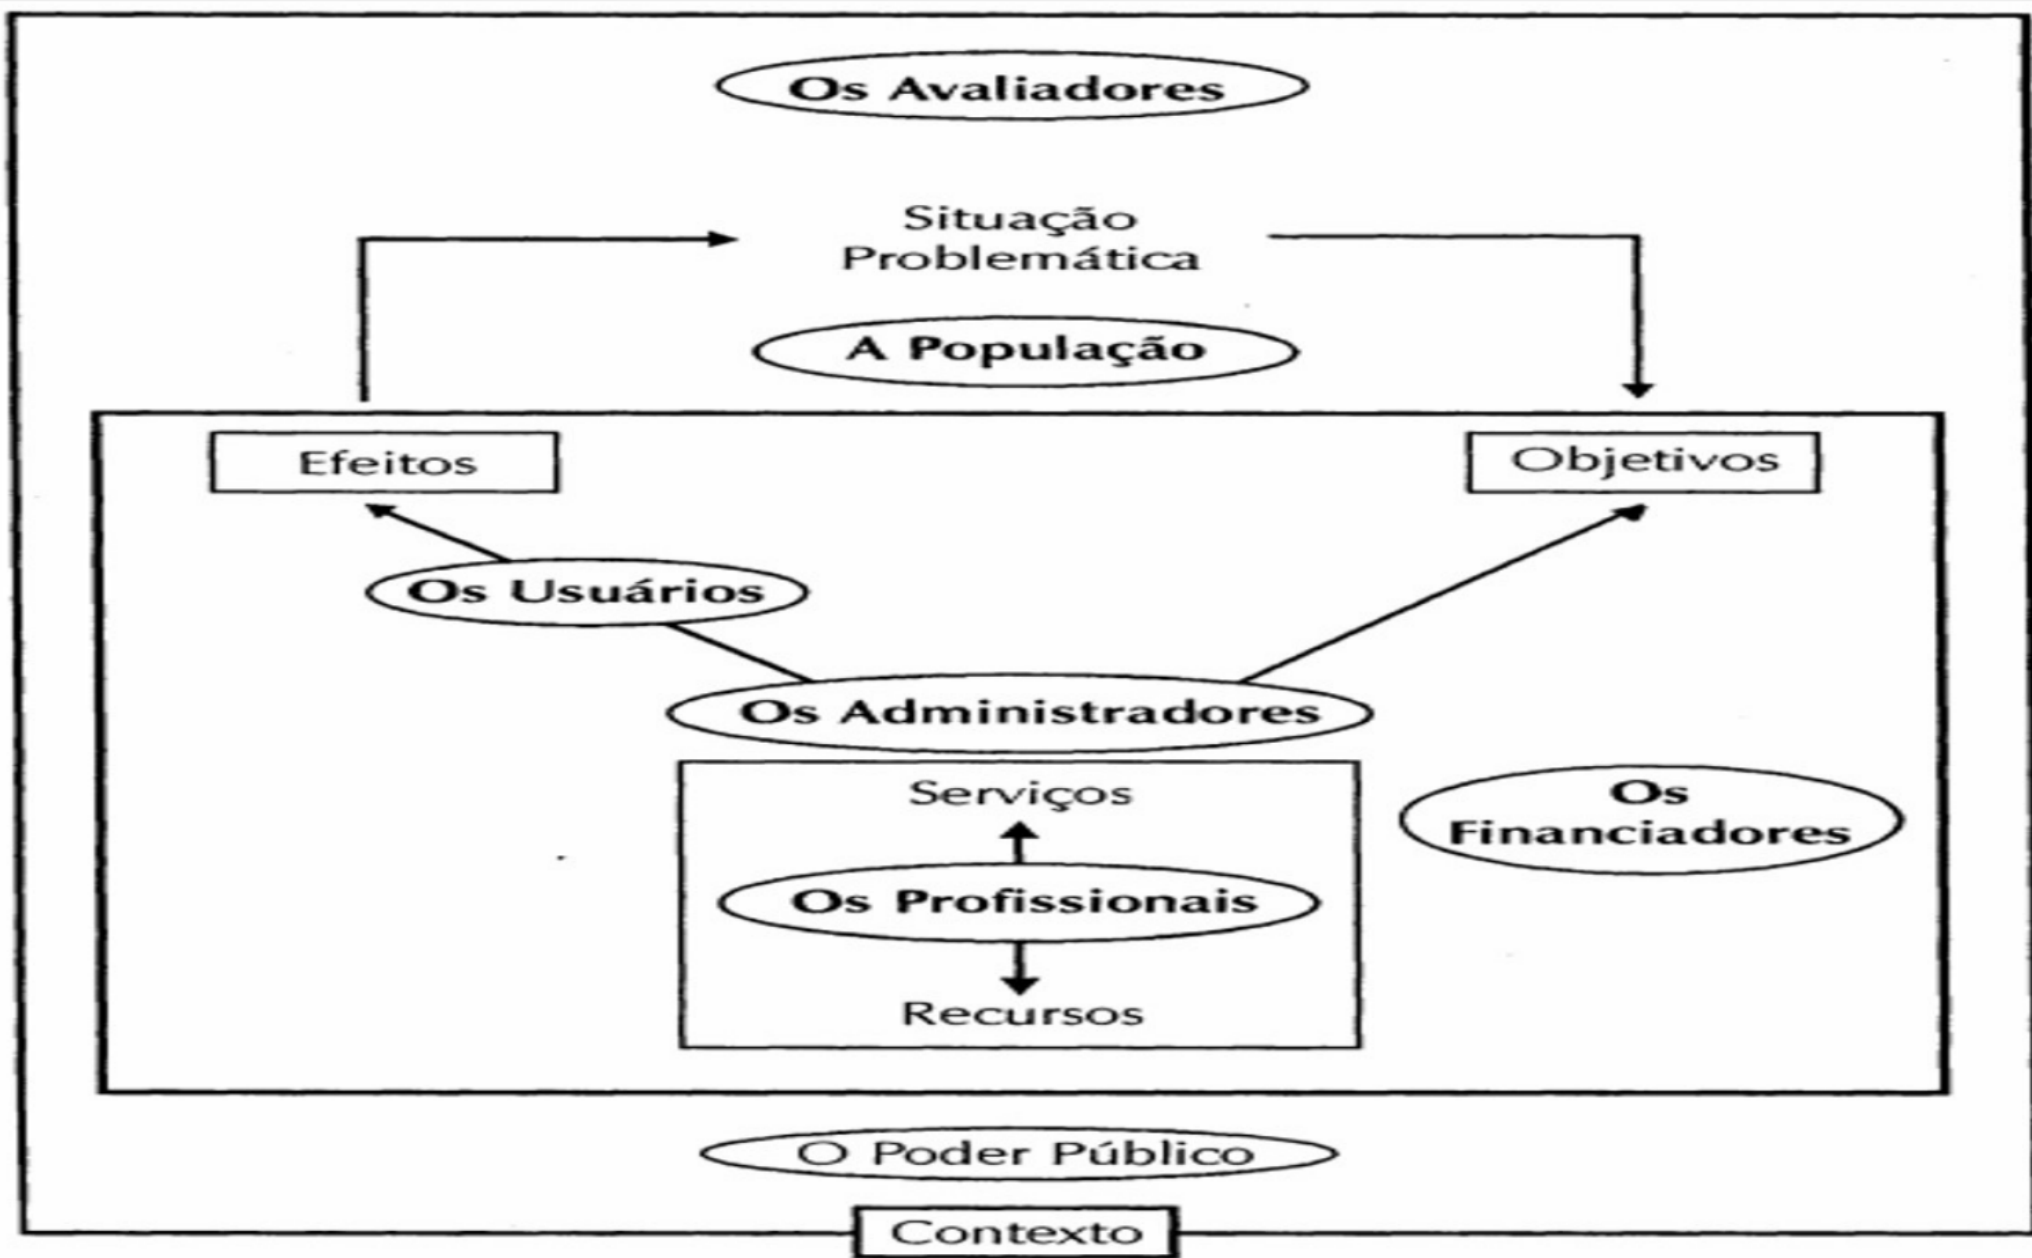 Os Avaliadores
Situação
Problemática
A População
Efeitos
Objetivos
Os Usuários
Os Administradores
Serviços
Os
Financiadores
Os Profissionais
Recursos
O Poder Público
Contexto